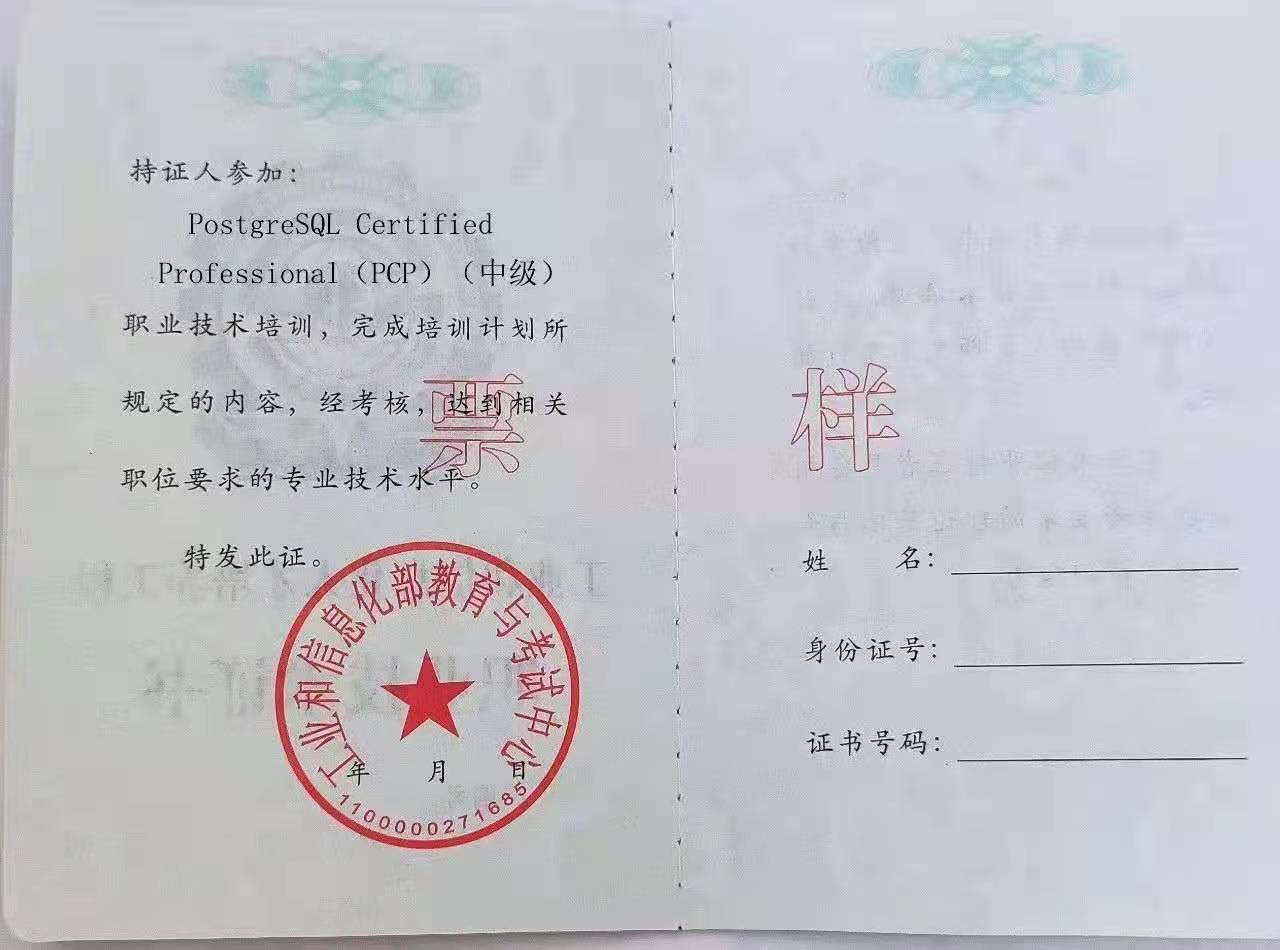 持证人参加：
PostgreSQL Certified
Professional（PCP）（中级）
职业技术培训，完成培训计划所
规定的内容，经考核，达到相关
职位要求的专业技术水平。
特发此证。
工业和信息化部教育与考试中心
年 月 日
1100000271685
票样
姓 名：
身份证号：
证书号码：